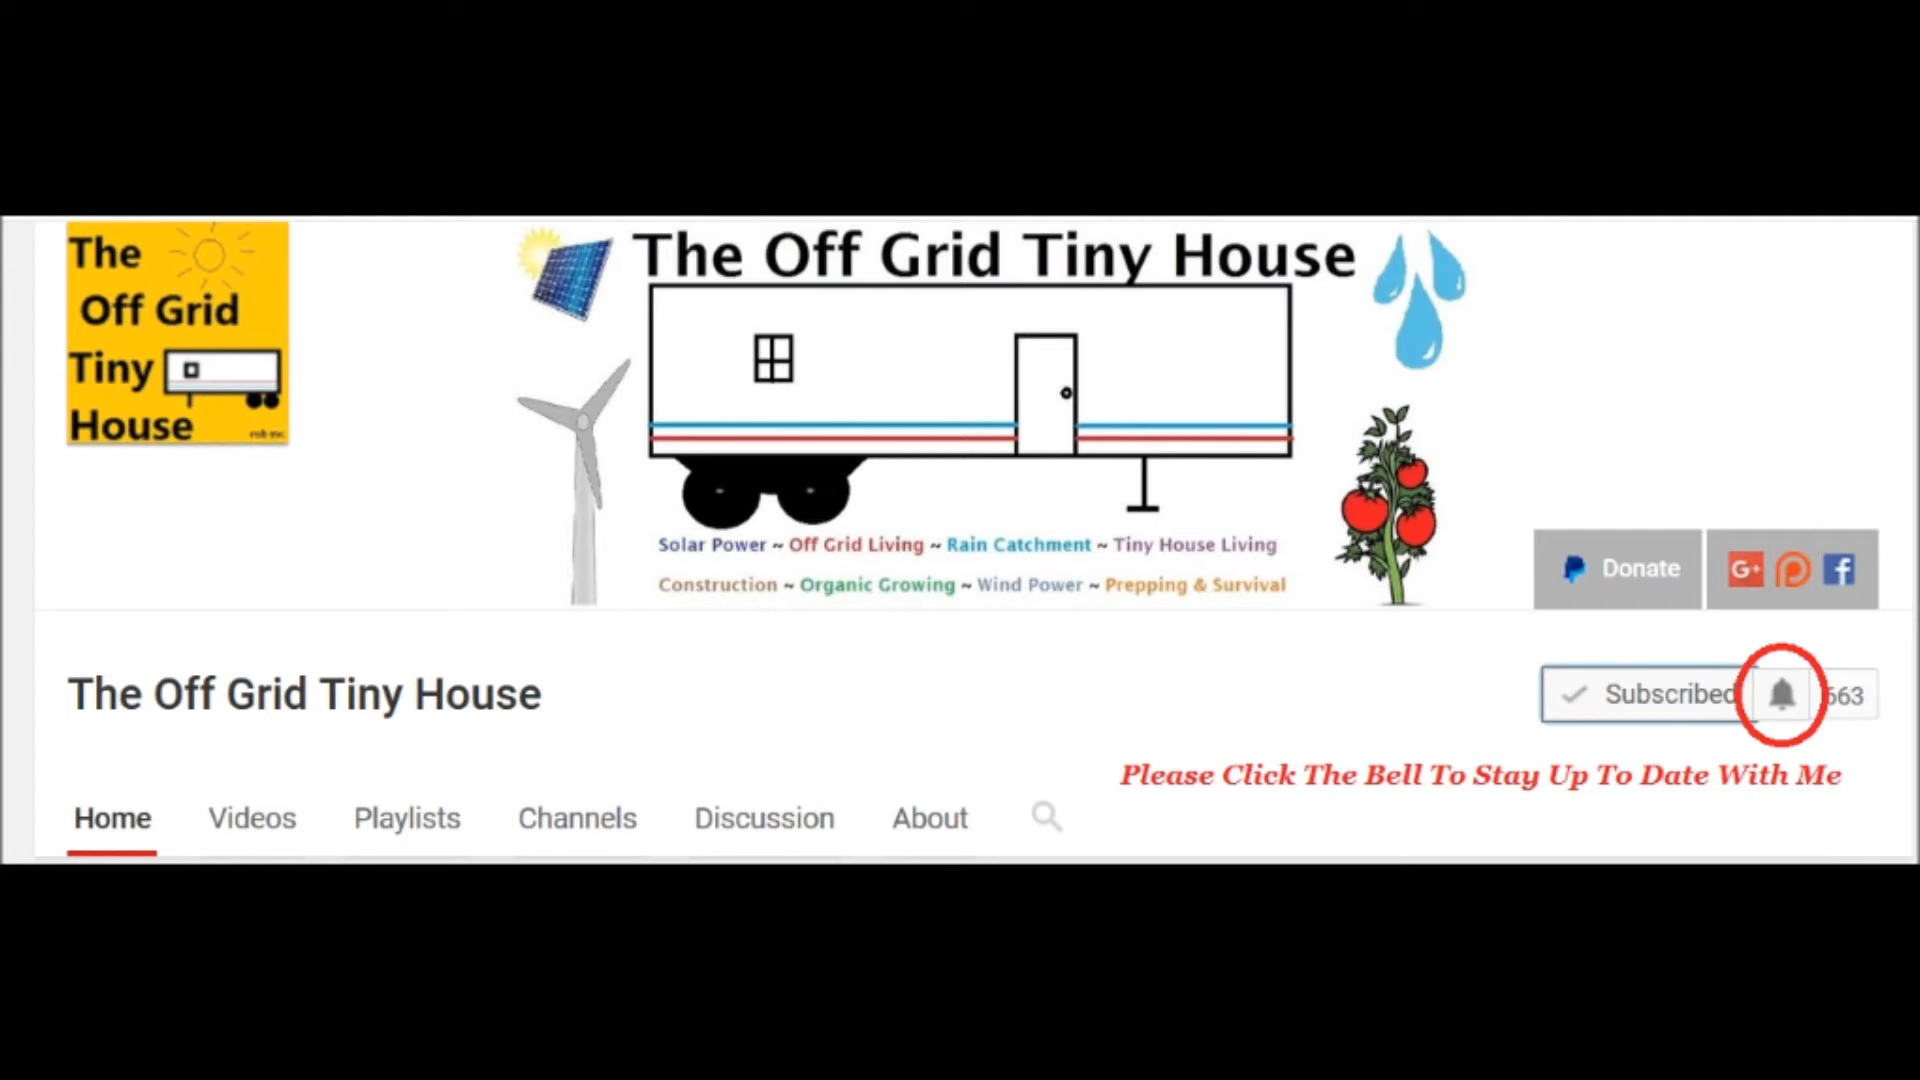 The
Off Grid
Tiny
House
The Off Grid Tiny House
Solar Power ~ Off Grid Living ~ Rain Catchment ~ Tiny House Living
Construction ~ Organic Growing ~ Wind Power ~ Prepping & Survival
Donate
G+
f
The Off Grid Tiny House
Subscribed
663
Please Click The Bell To Stay Up To Date With Me
Home Videos Playlists Channels Discussion About